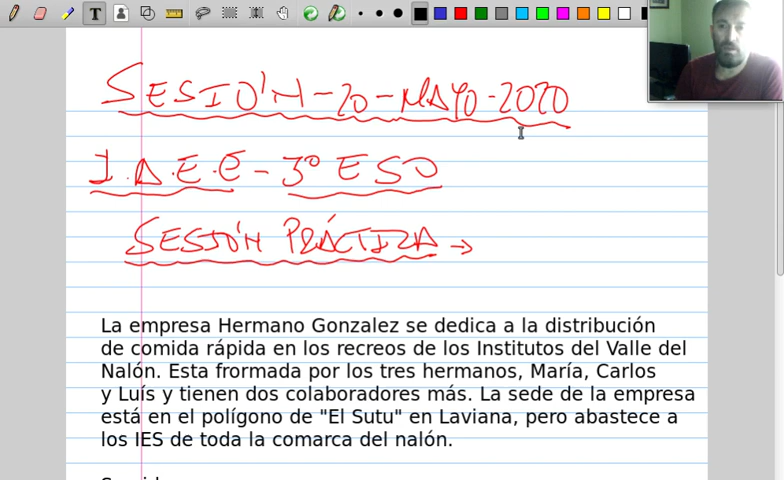 SESIÓN-20-MAYO-2020
I.A.E.E-3º ESO
SESIÓN PRÁCTICA →
La empresa Hermano Gonzalez se dedica a la distribución
de comida rápida en los recreos de los Institutos del Valle del
Nalón. Esta frormada por los tres hermanos, María, Carlos
y Luís y tienen dos colaboradores más. La sede de la empresa
está en el polígono de "El Sutu" en Laviana, pero abastece a
los IES de toda la comarca del nalón.